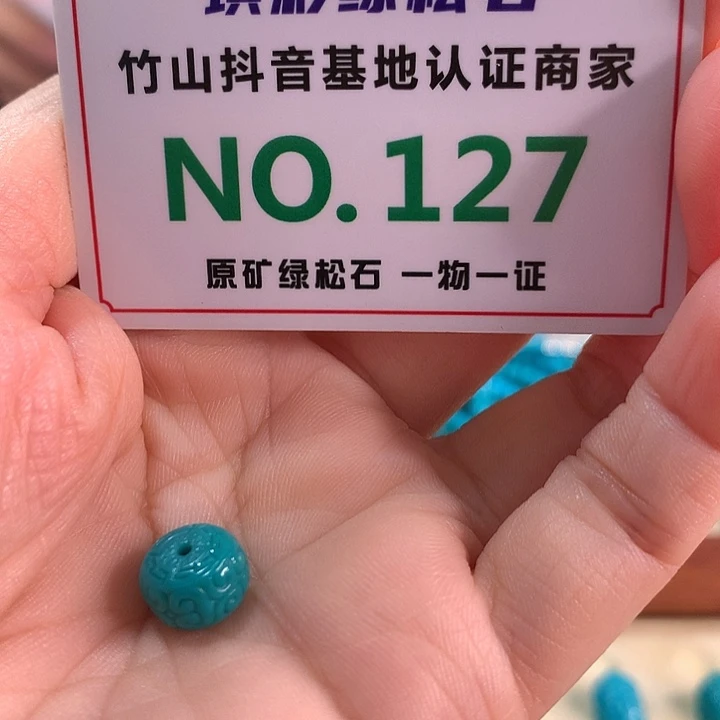 竹山抖音基地认证商家
NO.127
原矿绿松石 一物一证